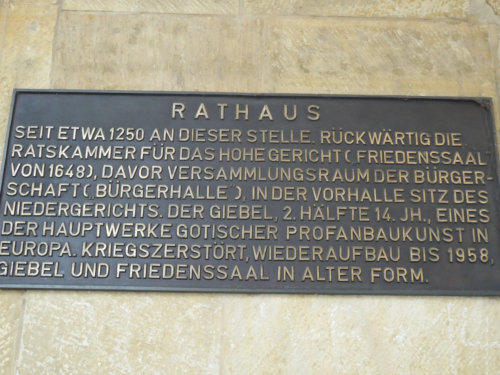 RATHAUS
SEIT ETWA 1250 AN DIESER STELLE. RÜCKWÄRTIG DIE
RATSKAMMER FÜR DAS HOHE GERICHT („FRIEDENSSAAL"
VON 1648), DAVOR VERSAMMLUNGSRAUM DER BÜRGER-
SCHAFT („BÜRGERHALLE"), IN DER VORHALLE SITZ DES
NIEDERGERICHTS. DER GIEBEL, 2. HÄLFTE 14. JH., EINES
DER HAUPTWERKE GOTISCHER PROFANBAUKUNST IN
EUROPA. KRIEGSZERSTÖRT, WIEDERAUFBAU BIS 1958,
GIEBEL UND FRIEDENSSAAL IN ALTER FORM.